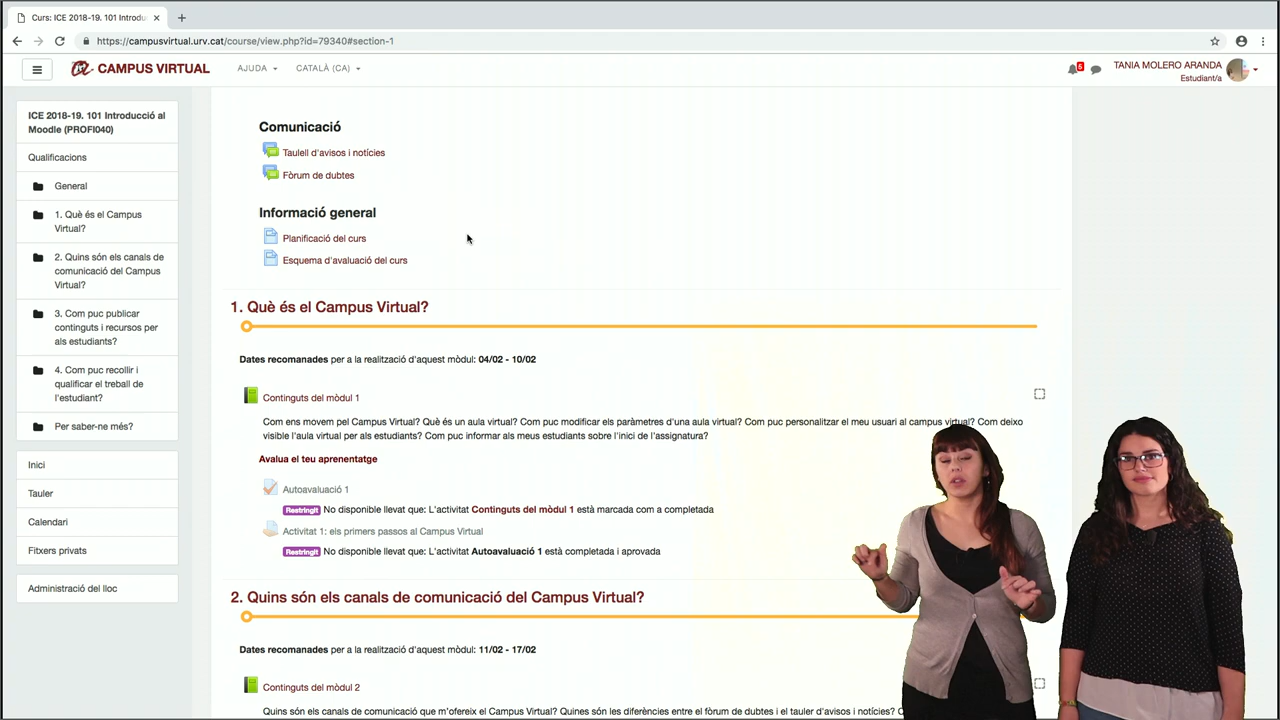 Curs: ICE 2018-19. 101 Introdu
https://campusvirtual.urv.cat/course/view.php?id=79340#section-1
CAMPUS VIRTUAL
AJUDA
CATALÀ (CA)
6
TANIA MOLERO ARANDA
Estudiant/a
ICE 2018-19. 101 Introducció al
Moodle (PROFI040)
Qualificacions
General
1. Què és el Campus
Virtual?
2. Quins són els canals de
comunicació del Campus
Virtual?
3. Com puc publicar
continguts i recursos per
als estudiants?
4. Com puc recollir i
qualificar el treball de
l'estudiant?
Per saber-ne més?
Inici
Tauler
Calendari
Fitxers privats
Administració del lloc
Comunicació
Taulell d'avisos i notícies
Fòrum de dubtes
Informació general
Planificació del curs
Esquema d'avaluació del curs
1. Què és el Campus Virtual?
Dates recomanades per a la realització d'aquest mòdul: 04/02 - 10/02
Continguts del mòdul 1
Com ens movem pel Campus Virtual? Què és un aula virtual? Com puc modificar els paràmetres d'una aula virtual? Com puc personalitzar el meu usuari al campus virtual? Com deixo
visible l'aula virtual per als estudiants? Com puc informar als meus estudiants sobre l'inici de l'assignatura?
Avalua el teu aprenentatge
Autoavaluació 1
Restringit No disponible llevat que: L'activitat Continguts del mòdul 1 està marcada com a completada
Activitat 1: els primers passos al Campus Virtual
Restringit No disponible llevat que: L'activitat Autoavaluació 1 està completada i aprovada
2. Quins són els canals de comunicació del Campus Virtual?
Dates recomanades per a la realització d'aquest mòdul: 11/02 - 17/02
Continguts del mòdul 2
Quins són els canals de comunicació que m'ofereix el Campus Virtual? Quines són les diferències entre el fòrum de dubtes i el tauler d'avisos i notícies?